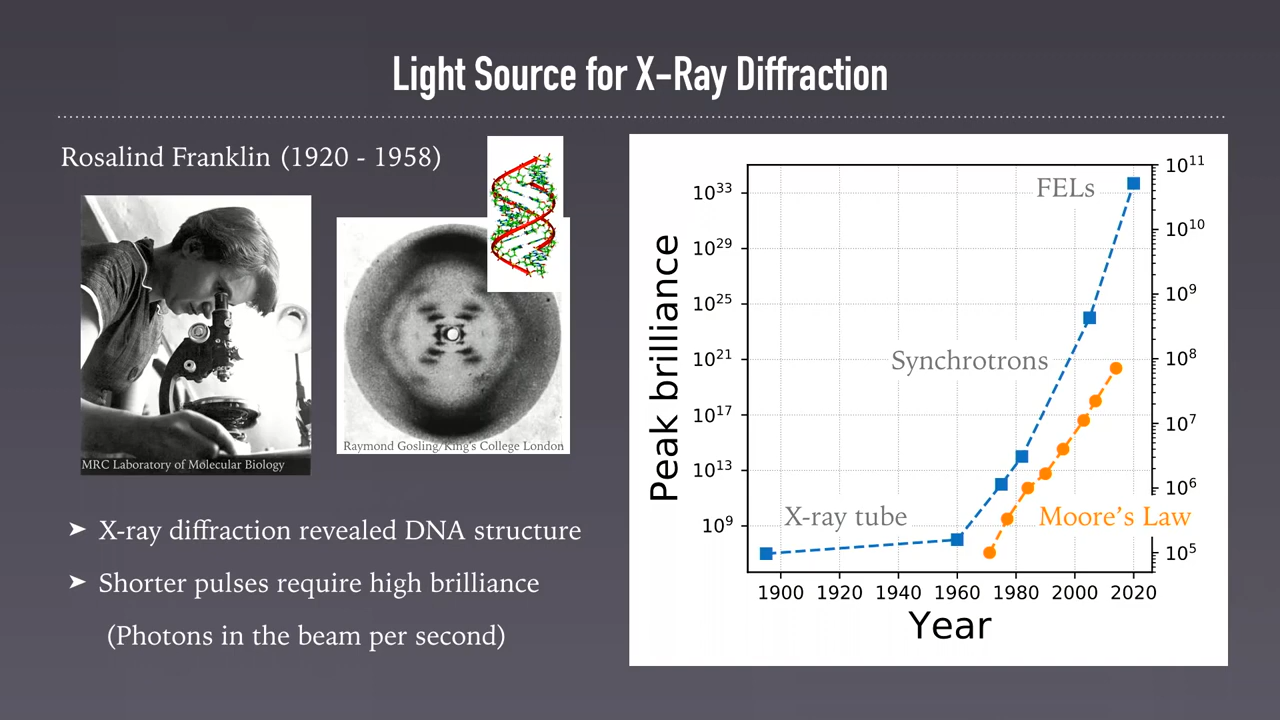 Light Source for X-Ray Diffraction
Rosalind Franklin (1920 - 1958)
MRC Laboratory of Molecular Biology
Raymond Gosling/King's College London
➤ X-ray diffraction revealed DNA structure
➤ Shorter pulses require high brilliance
(Photons in the beam per second)
Peak brilliance
10³³
10²⁹
10²⁵
10²¹
10¹⁷
10¹³
10⁹
FELs
Synchrotrons
X-ray tube
Moore's Law
10¹¹
10¹⁰
10⁹
10⁸
10⁷
10⁶
10⁵
1900 1920 1940 1960 1980 2000 2020
Year